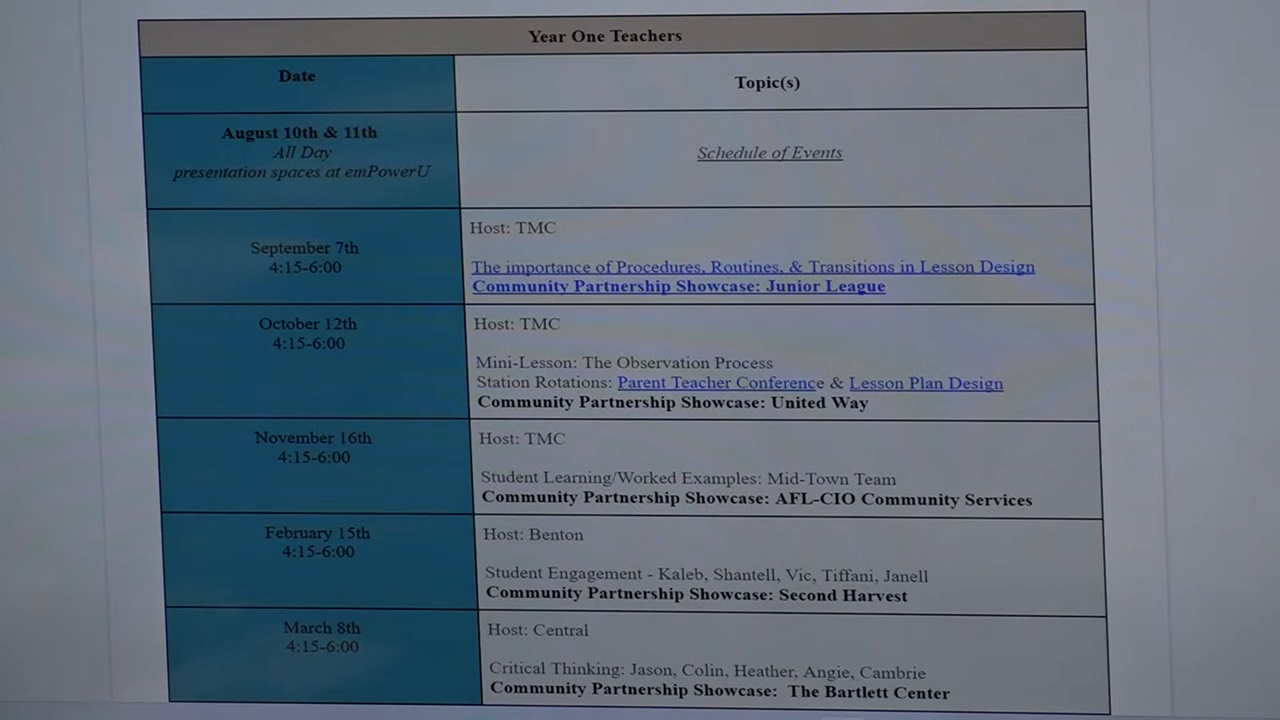 Year One Teachers
Date
Topic(s)
August 10th & 11th
All Day
presentation spaces at emPowerU
Schedule of Events
September 7th
4:15-6:00
Host: TMC
The importance of Procedures, Routines, & Transitions in Lesson Design
Community Partnership Showcase: Junior League
October 12th
4:15-6:00
Host: TMC
Mini-Lesson: The Observation Process
Station Rotations: Parent Teacher Conference & Lesson Plan Design
Community Partnership Showcase: United Way
November 16th
4:15-6:00
Host: TMC
Student Learning/Worked Examples: Mid-Town Team
Community Partnership Showcase: AFL-CIO Community Services
February 15th
4:15-6:00
Host: Benton
Student Engagement - Kaleb, Shantell, Vic, Tiffani, Janell
Community Partnership Showcase: Second Harvest
March 8th
4:15-6:00
Host: Central
Critical Thinking: Jason, Colin, Heather, Angie, Cambrie
Community Partnership Showcase: The Bartlett Center